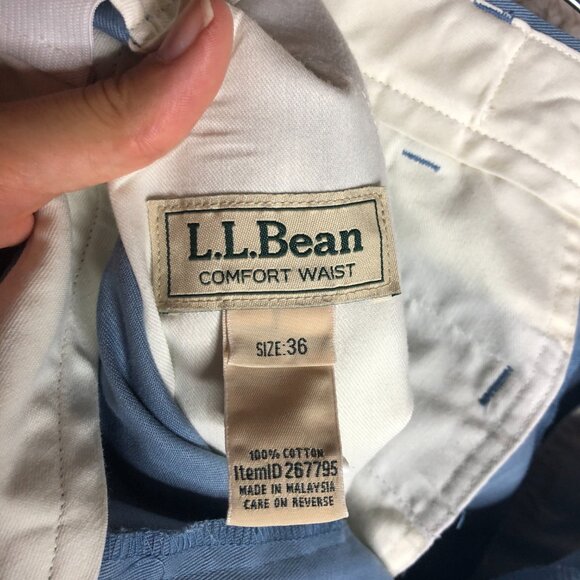 L.L.Bean
COMFORT WAIST
SIZE:36
100% COTTON
ItemID 267795
MADE IN MALAYSIA
CARE ON REVERSE